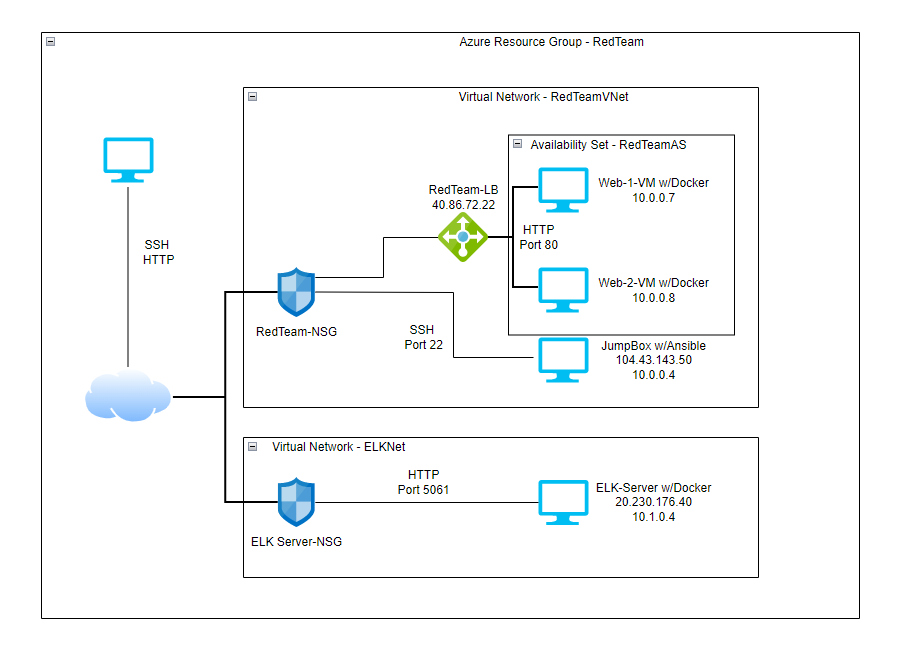 Azure Resource Group - RedTeam
Virtual Network - RedTeamVNet
Availability Set - RedTeamAS
Web-1-VM w/Docker
10.0.0.7
RedTeam-LB
40.86.72.22
HTTP
Port 80
SSH
HTTP
Web-2-VM w/Docker
10.0.0.8
RedTeam-NSG
SSH
Port 22
JumpBox w/Ansible
104.43.143.50
10.0.0.4
Virtual Network - ELKNet
HTTP
Port 5061
ELK-Server w/Docker
20.230.176.40
10.1.0.4
ELK Server-NSG